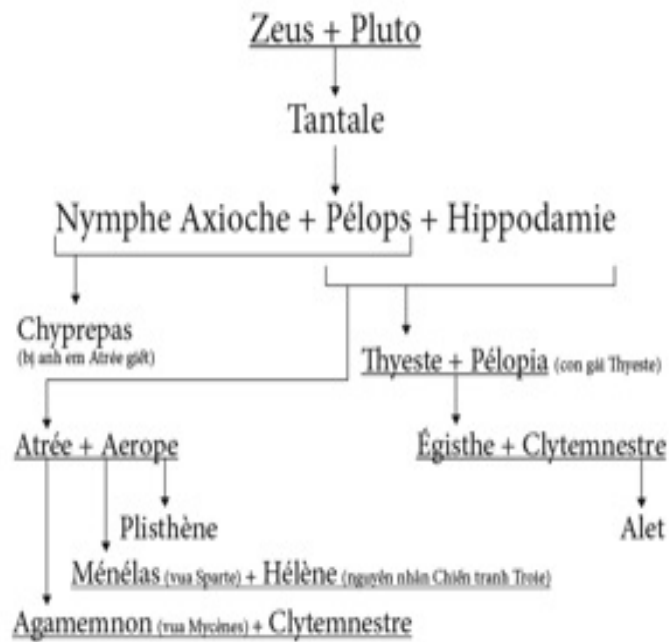 Zeus + Pluto
Tantale
Nymphe Axioche + Pélops + Hippodamie
Chyprepas
(bị anh em Atrée giết)
Thyeste + Pélopia (con gái Thyeste)
Atrée + Aerope
Égisthe + Clytemnestre
Plisthène
Alet
Ménélas (vua Sparte) + Hélène (nguyên nhân Chiến tranh Troie)
Agamemnon (vua Mycènes) + Clytemnestre